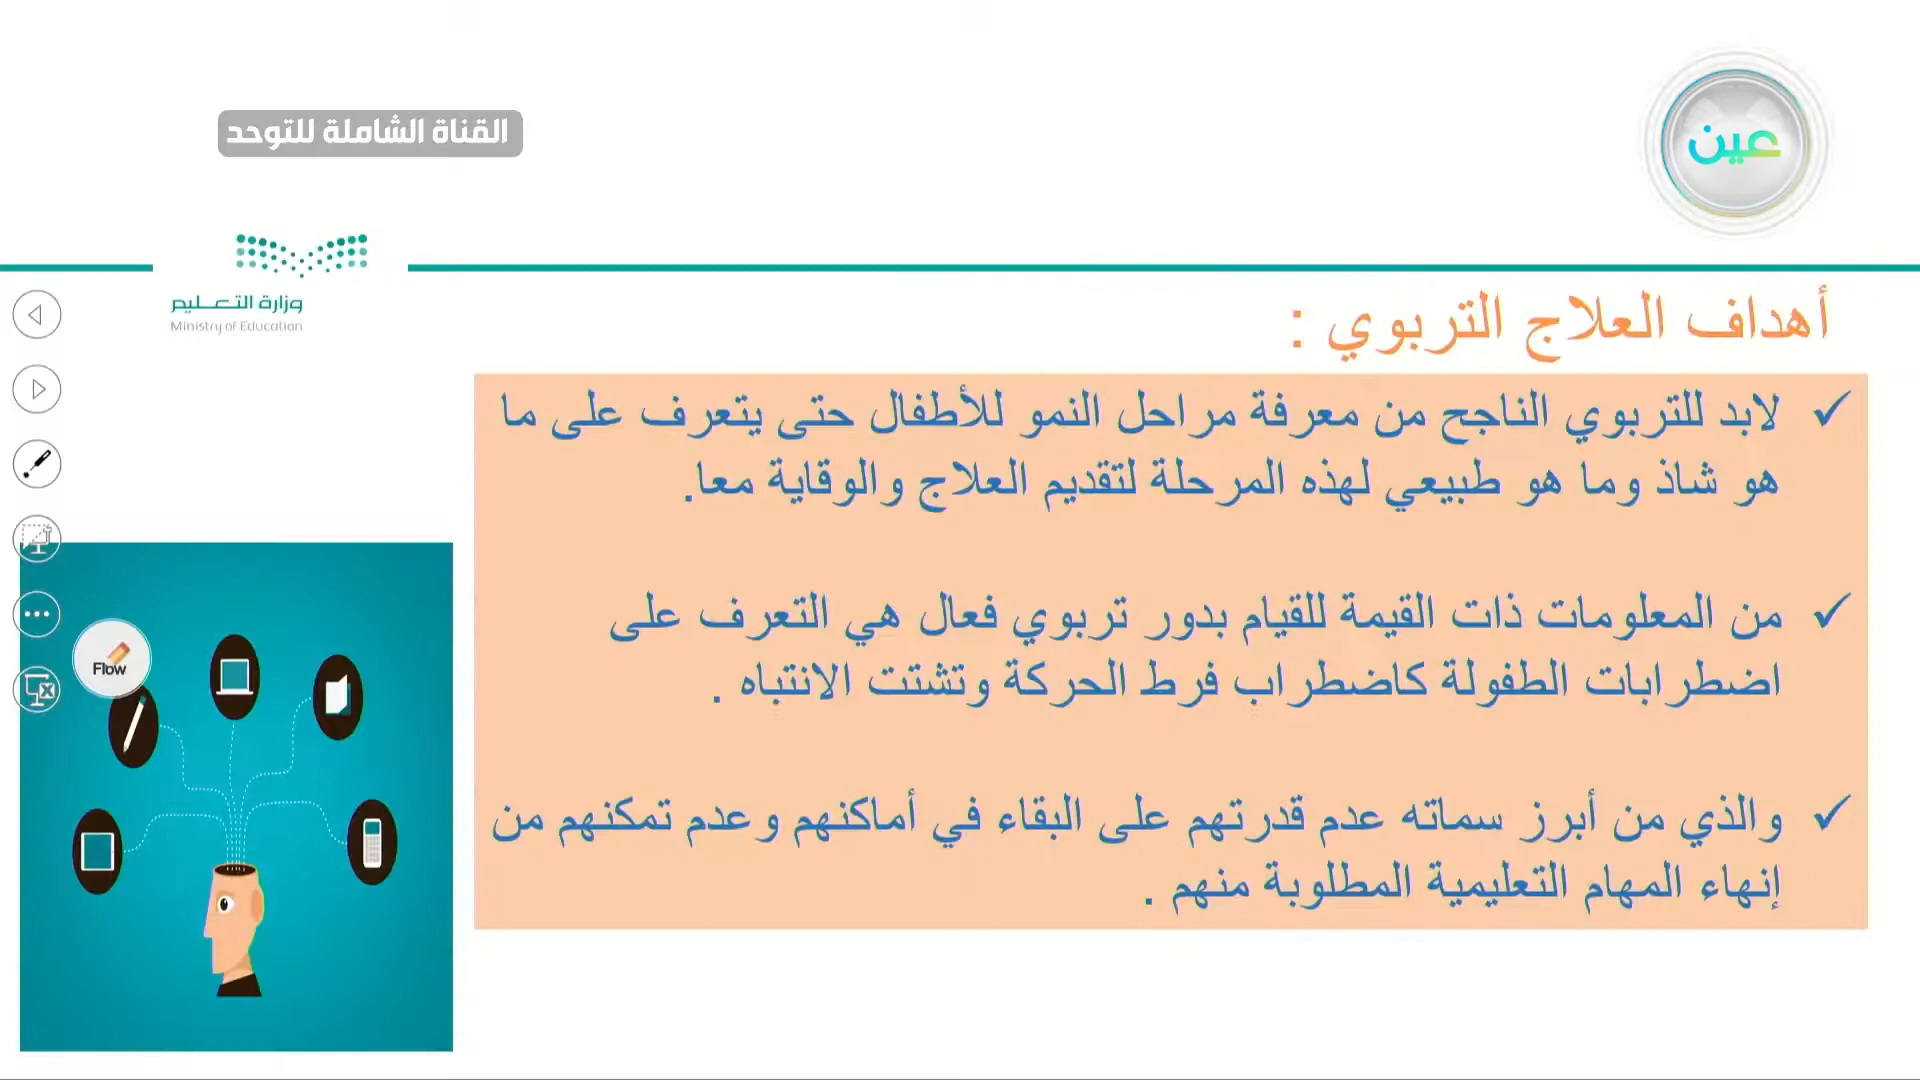 القناة الشاملة للتوحد
عين
وزارة التعليم
Ministry of Education
أهداف العلاج التربوي :
✓ لابد للتربوي الناجح من معرفة مراحل النمو للأطفال حتى يتعرف على ما
هو شاذ وما هو طبيعي لهذه المرحلة لتقديم العلاج والوقاية معا.
✓ من المعلومات ذات القيمة للقيام بدور تربوي فعال هي التعرف على
اضطرابات الطفولة كاضطراب فرط الحركة وتشتت الانتباه .
✓ والذي من أبرز سماته عدم قدرتهم على البقاء في أماكنهم وعدم تمكنهم من
إنهاء المهام التعليمية المطلوبة منهم .
Flow